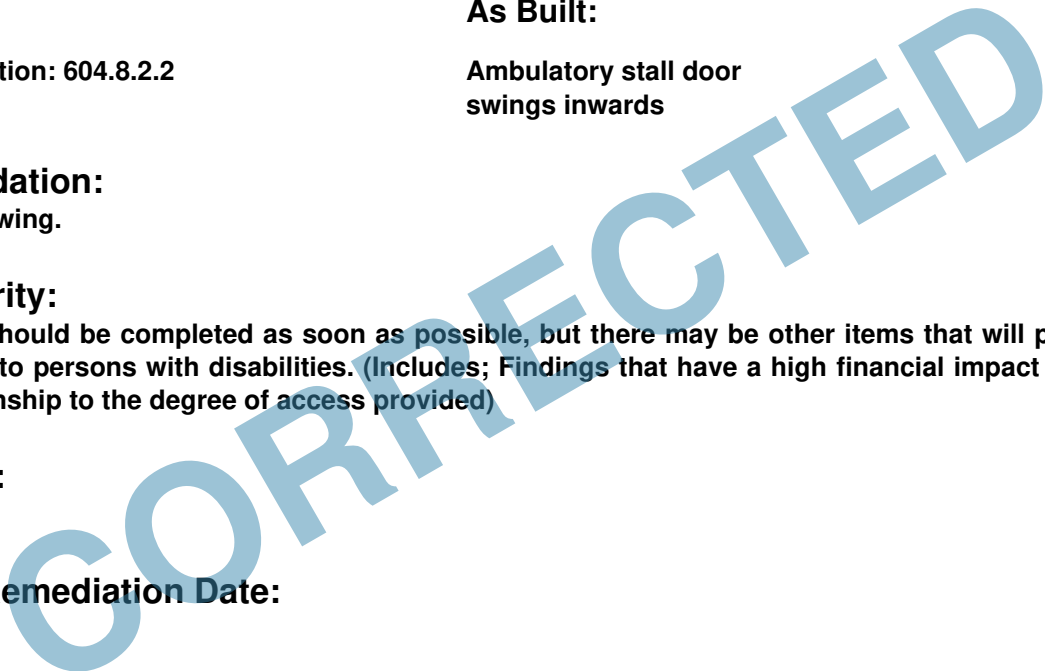 As Built:
tion: 604.8.2.2
Ambulatory stall door
swings inwards
dation:
wing.
rity:
hould be completed as soon as possible, but there may be other items that will p
to persons with disabilities. (Includes; Findings that have a high financial impact
nship to the degree of access provided)
:
emediation Date:
CORRECTED